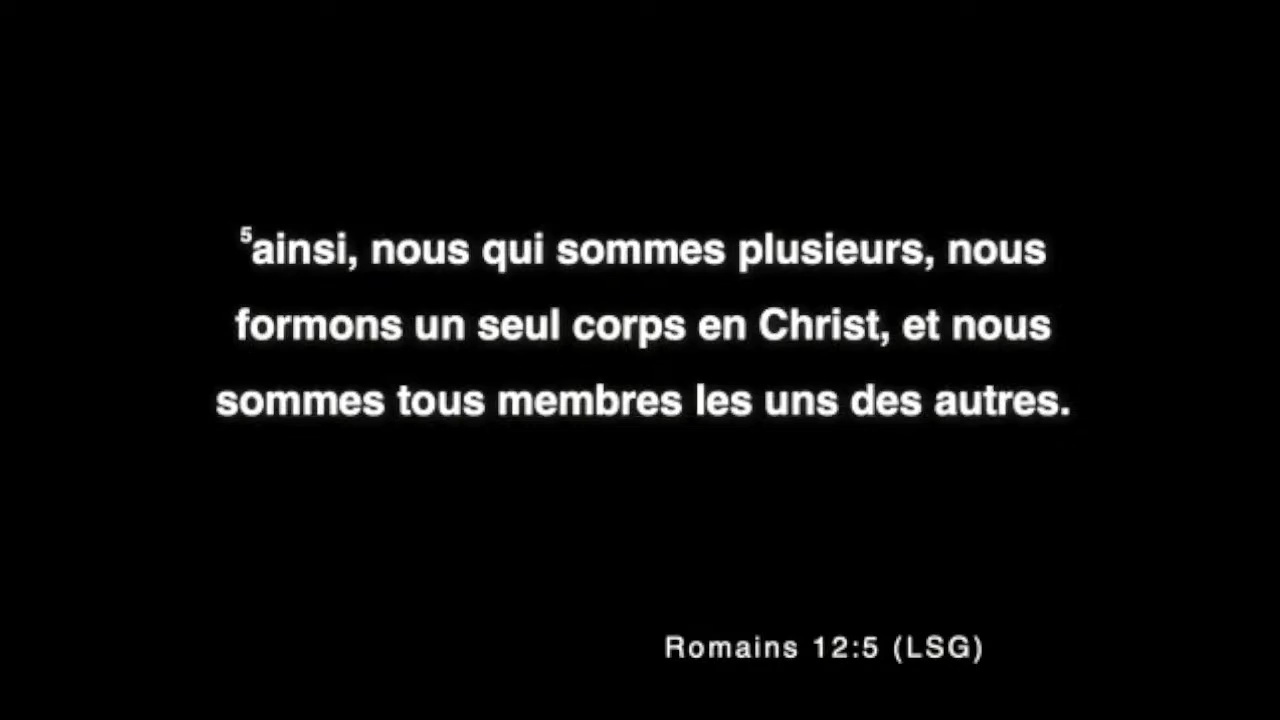 ⁵ainsi, nous qui sommes plusieurs, nous
formons un seul corps en Christ, et nous
sommes tous membres les uns des autres.
Romains 12:5 (LSG)